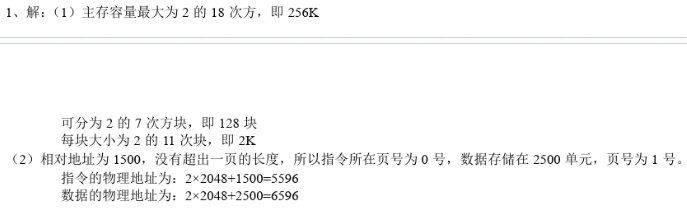 1、解：（1）主存容量最大为 2 的 18 次方，即 256K
可分为 2 的 7 次方块，即 128 块
每块大小为 2 的 11 次块，即 2K
（2）相对地址为 1500，没有超出一页的长度，所以指令所在页号为 0 号，数据存储在 2500 单元，页号为 1 号。
指令的物理地址为：2×2048+1500=5596
数据的物理地址为：2×2048+2500=6596